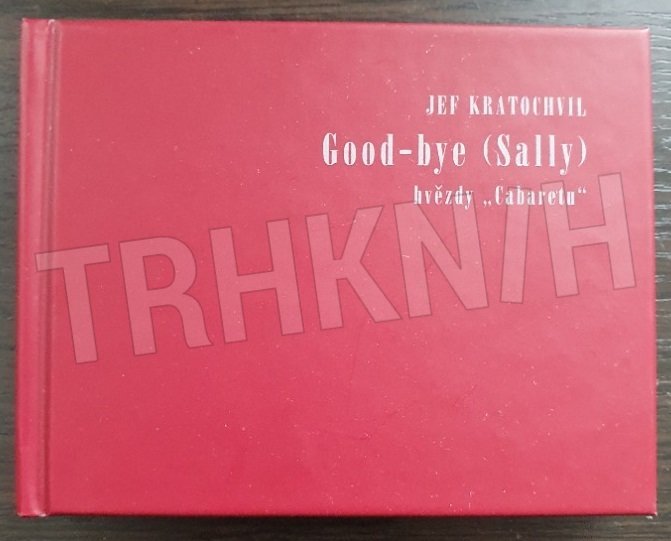 JEF KRATOCHVIL
Good-bye (Sally)
hvězdy „Cabaretu“
TRHKNIH